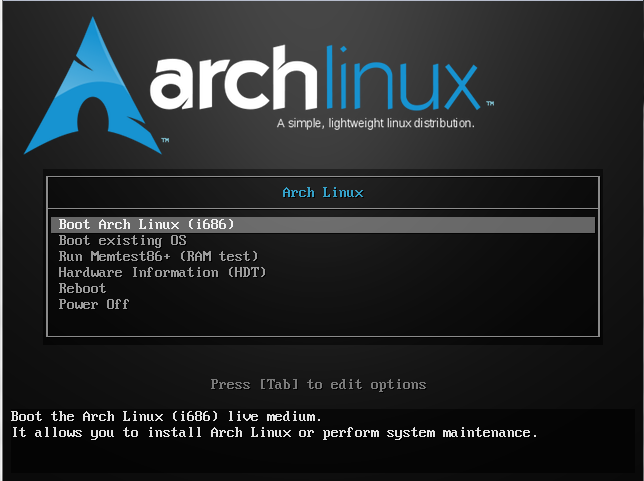 archlinux™
A simple, lightweight linux distribution.
™
Arch Linux
Boot Arch Linux (i686)
Boot existing OS
Run Memtest86+ (RAM test)
Hardware Information (HDT)
Reboot
Power Off
Press [Tab] to edit options
Boot the Arch Linux (i686) live medium.
It allows you to install Arch Linux or perform system maintenance.